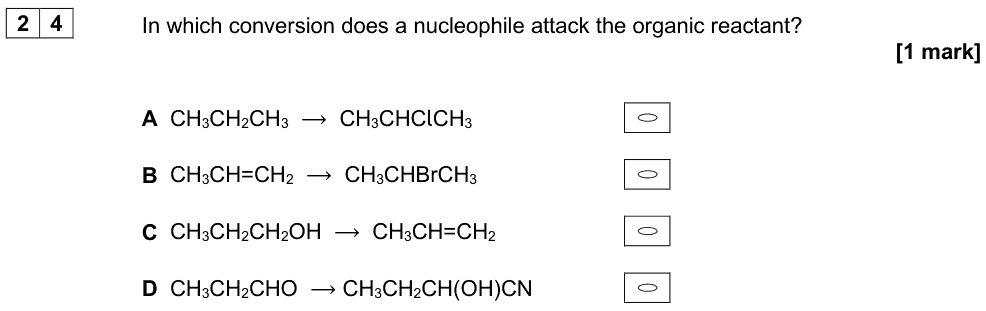 2 4 In which conversion does a nucleophile attack the organic reactant?
[1 mark]
A CH₃CH₂CH₃ ⟶ CH₃CHClCH₃
B CH₃CH=CH₂ ⟶ CH₃CHBrCH₃
C CH₃CH₂CH₂OH ⟶ CH₃CH=CH₂
D CH₃CH₂CHO ⟶ CH₃CH₂CH(OH)CN